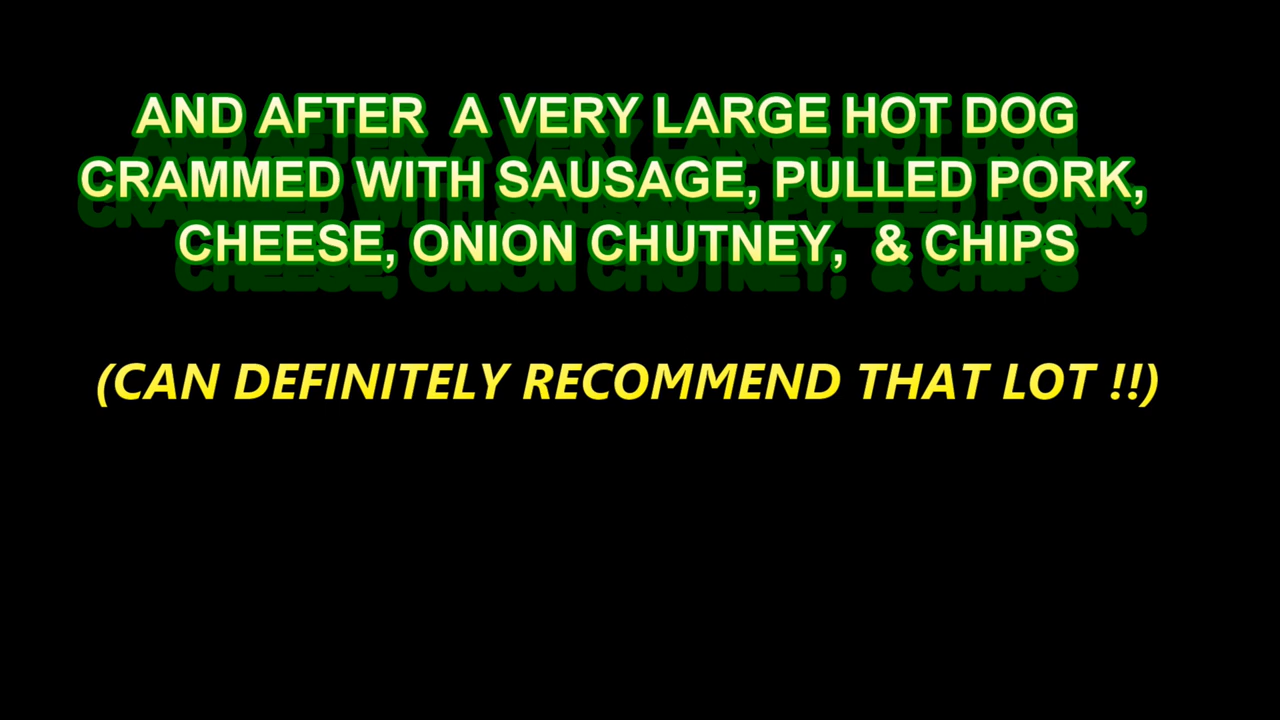 AND AFTER  A VERY LARGE HOT DOG
CRAMMED WITH SAUSAGE, PULLED PORK,
CHEESE, ONION CHUTNEY,  & CHIPS
(CAN DEFINITELY RECOMMEND THAT LOT !!)